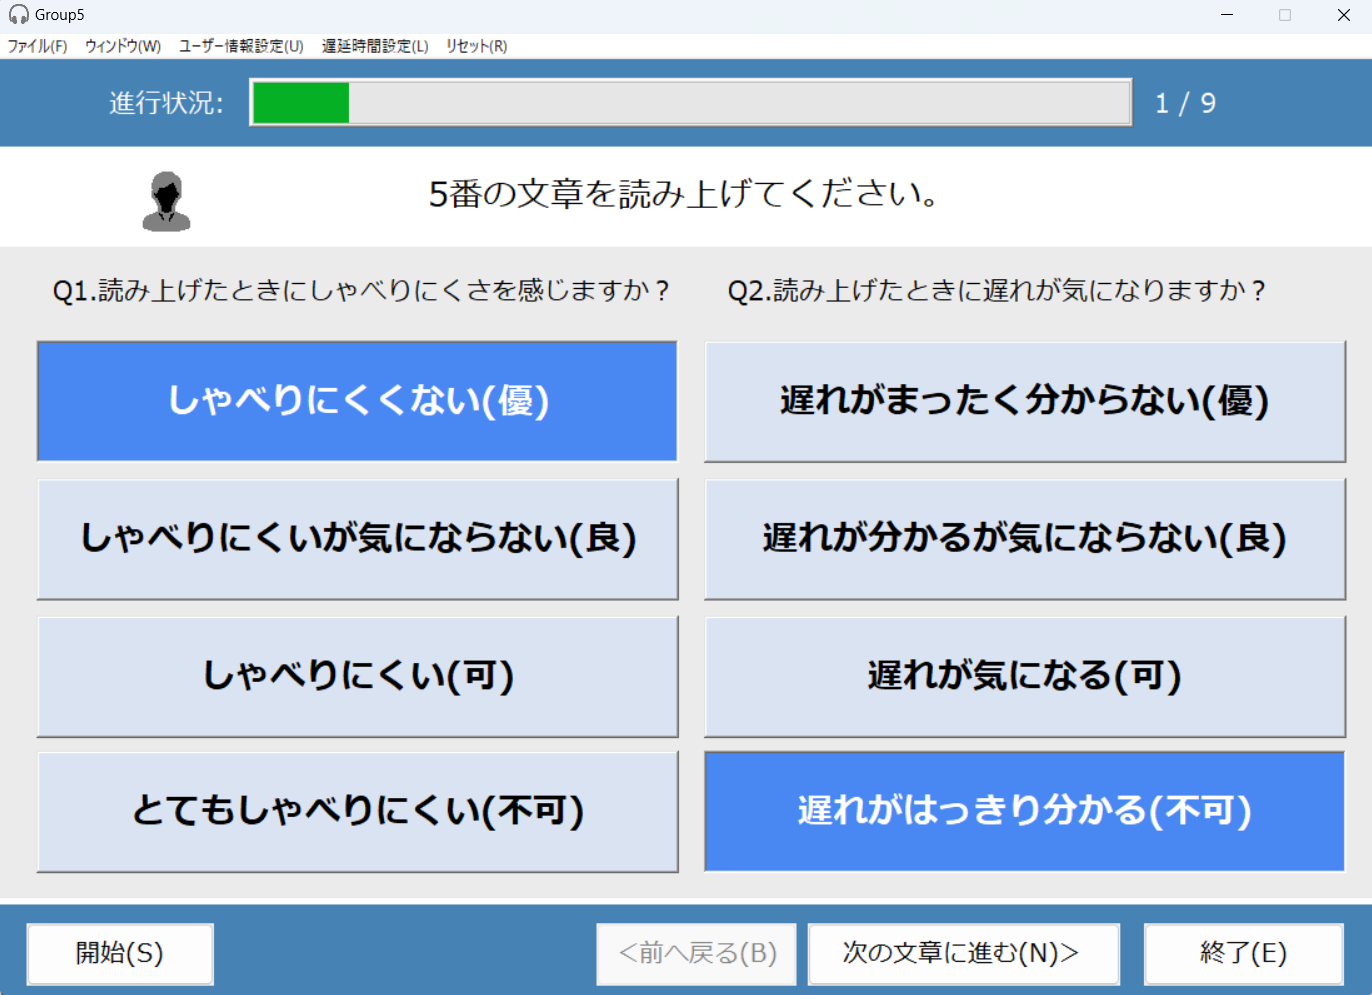 Group5
ファイル(F) ウィンドウ(W) ユーザー情報設定(U) 遅延時間設定(L) リセット(R)
進行状況: 1 / 9
5番の文章を読み上げてください。
Q1.読み上げたときにしゃべりにくさを感じますか？
しゃべりにくくない(優)
しゃべりにくいが気にならない(良)
しゃべりにくい(可)
とてもしゃべりにくい(不可)
Q2.読み上げたときに遅れが気になりますか？
遅れがまったく分からない(優)
遅れが分かるが気にならない(良)
遅れが気になる(可)
遅れがはっきり分かる(不可)
開始(S) <前へ戻る(B) 次の文章に進む(N)> 終了(E)